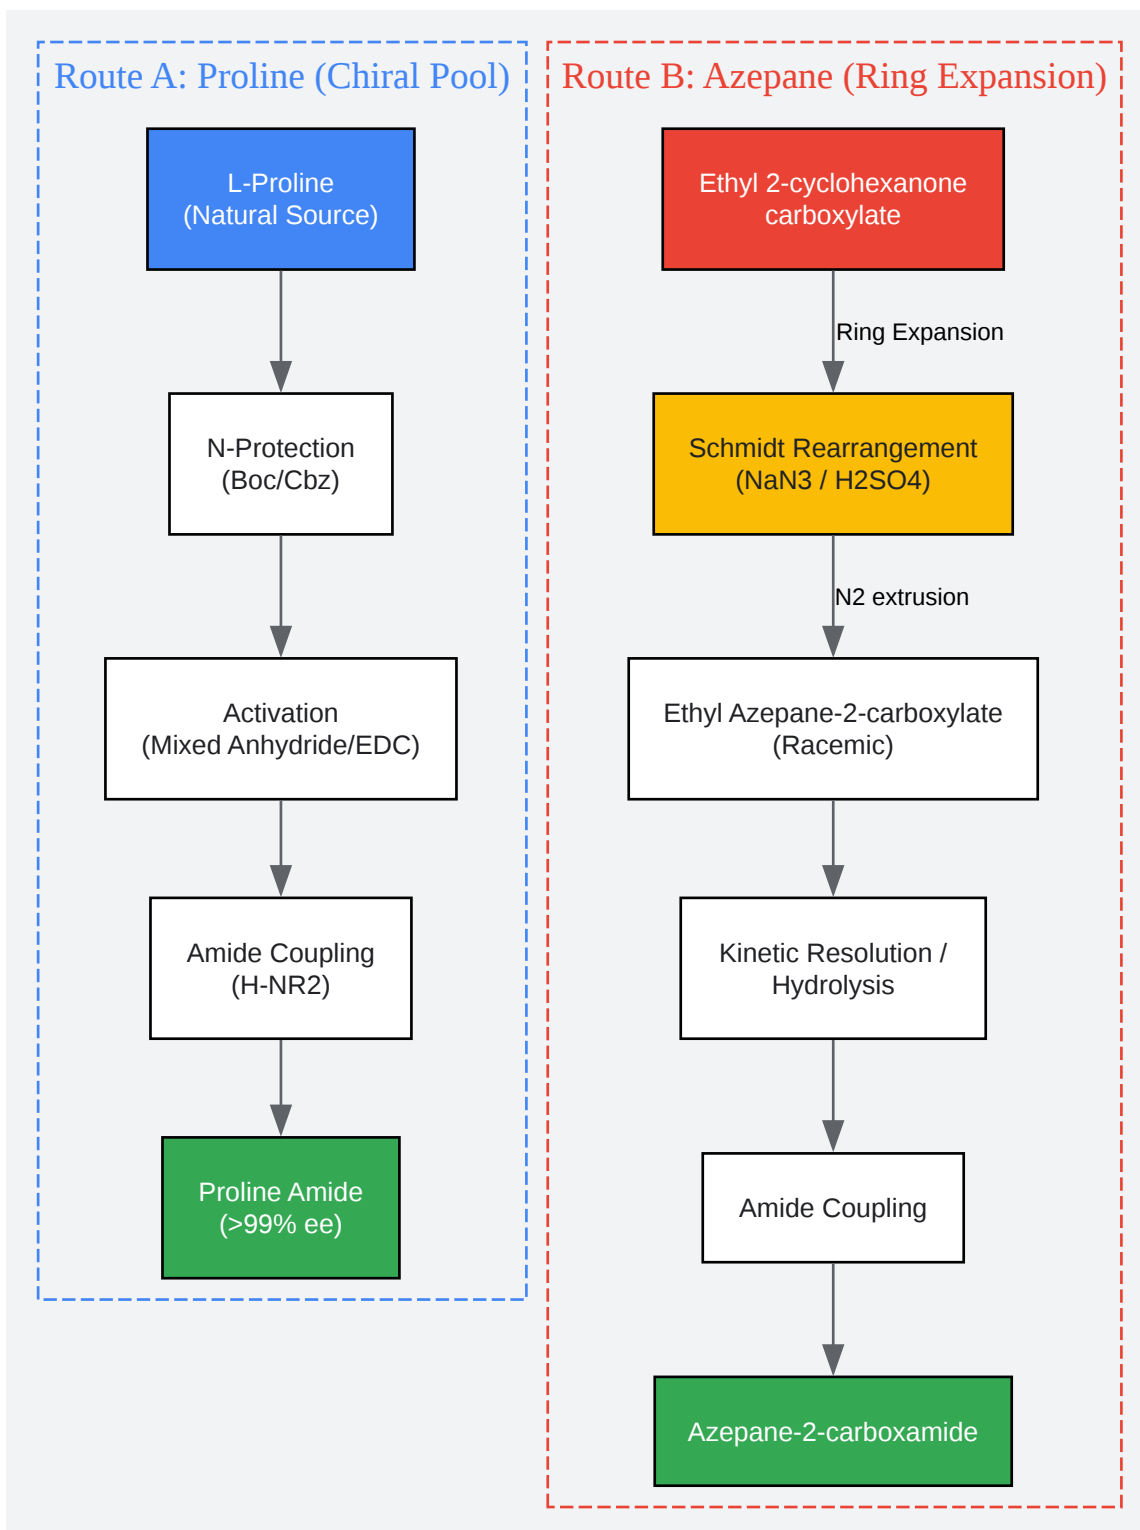 Route A: Proline (Chiral Pool)
L-Proline
(Natural Source)
N-Protection
(Boc/Cbz)
Activation
(Mixed Anhydride/EDC)
Amide Coupling
(H-NR2)
Proline Amide
(>99% ee)
Route B: Azepane (Ring Expansion)
Ethyl 2-cyclohexanone
carboxylate
Ring Expansion
Schmidt Rearrangement
(NaN3 / H2SO4)
N2 extrusion
Ethyl Azepane-2-carboxylate
(Racemic)
Kinetic Resolution /
Hydrolysis
Amide Coupling
Azepane-2-carboxamide